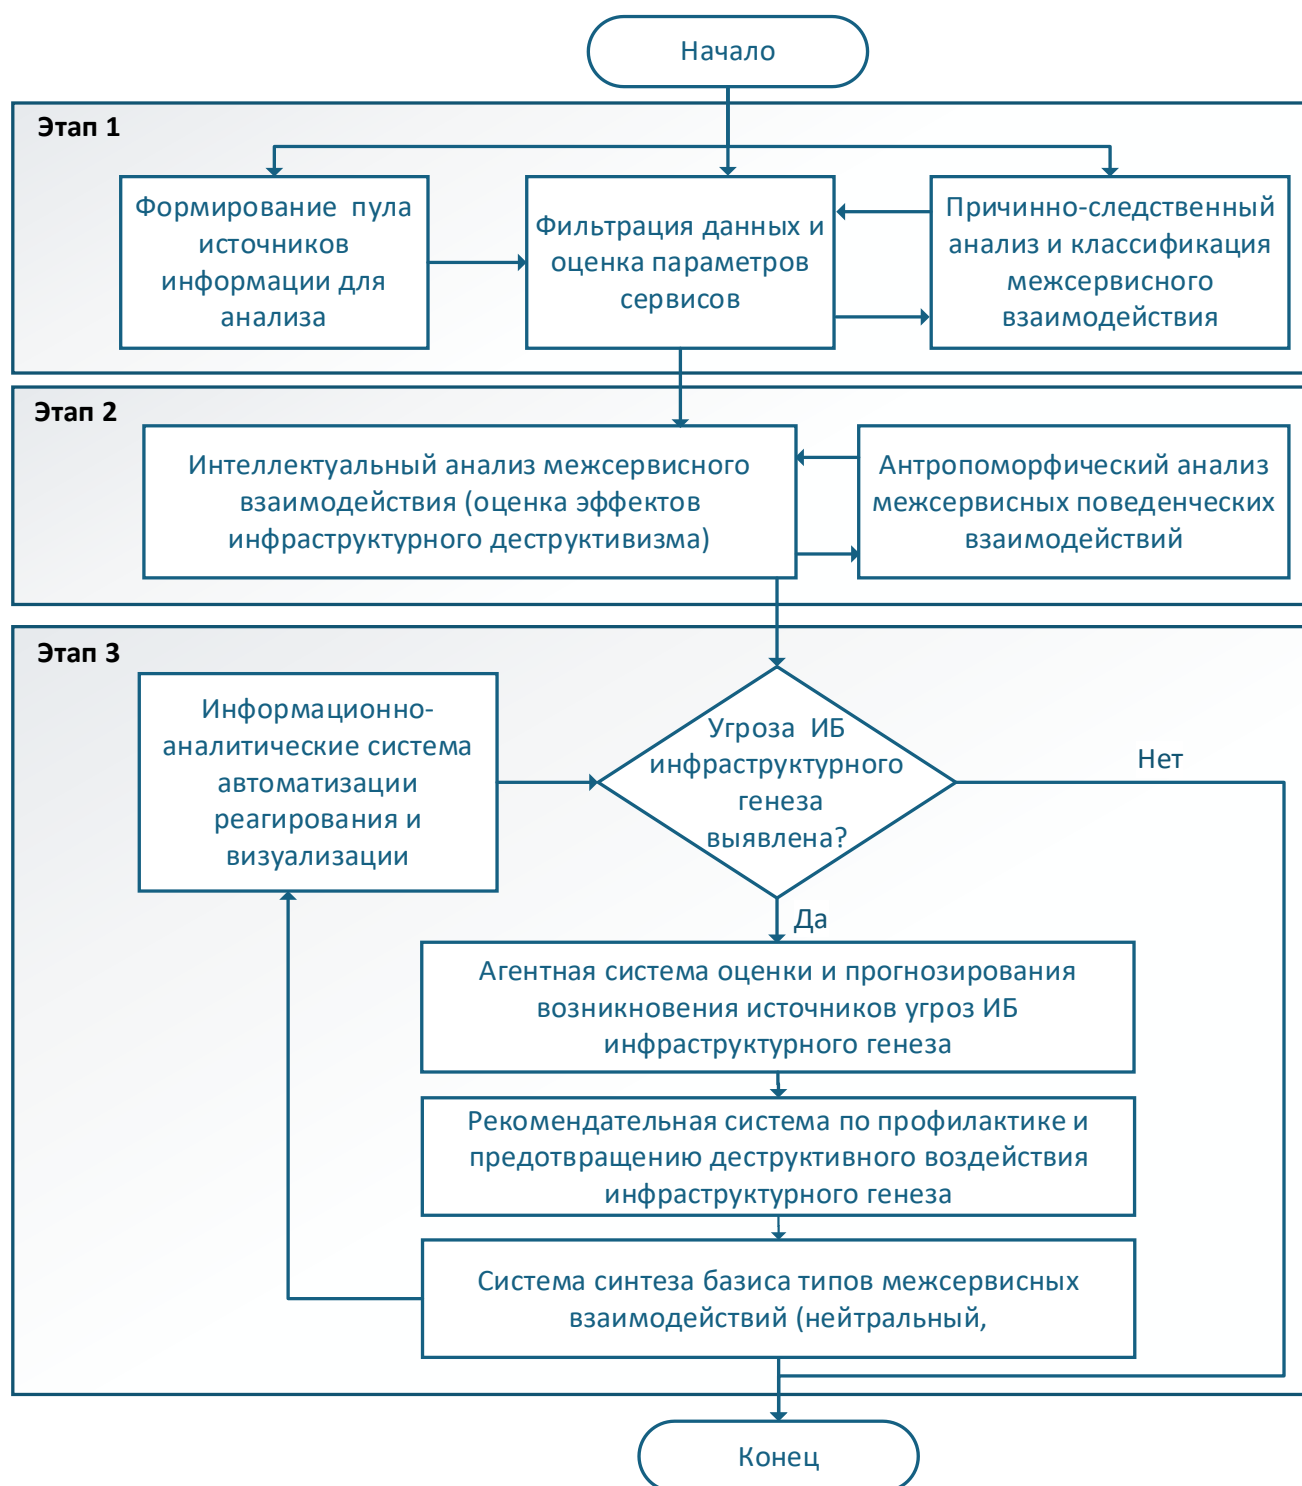 Начало
Этап 1
Формирование пула
источников
информации для
анализа
Фильтрация данных и
оценка параметров
сервисов
Причинно-следственный
анализ и классификация
межсервисного
взаимодействия
Этап 2
Интеллектуальный анализ межсервисного
взаимодействия (оценка эффектов
инфраструктурного деструктивизма)
Антропоморфический анализ
межсервисных поведенческих
взаимодействий
Этап 3
Информационно-
аналитические система
автоматизации
реагирования и
визуализации
Угроза ИБ
инфраструктурного
генеза
выявлена?
Нет
Да
Агентная система оценки и прогнозирования
возникновения источников угроз ИБ
инфраструктурного генеза
Рекомендательная система по профилактике и
предотвращению деструктивного воздействия
инфраструктурного генеза
Система синтеза базиса типов межсервисных
взаимодействий (нейтральный,
Конец